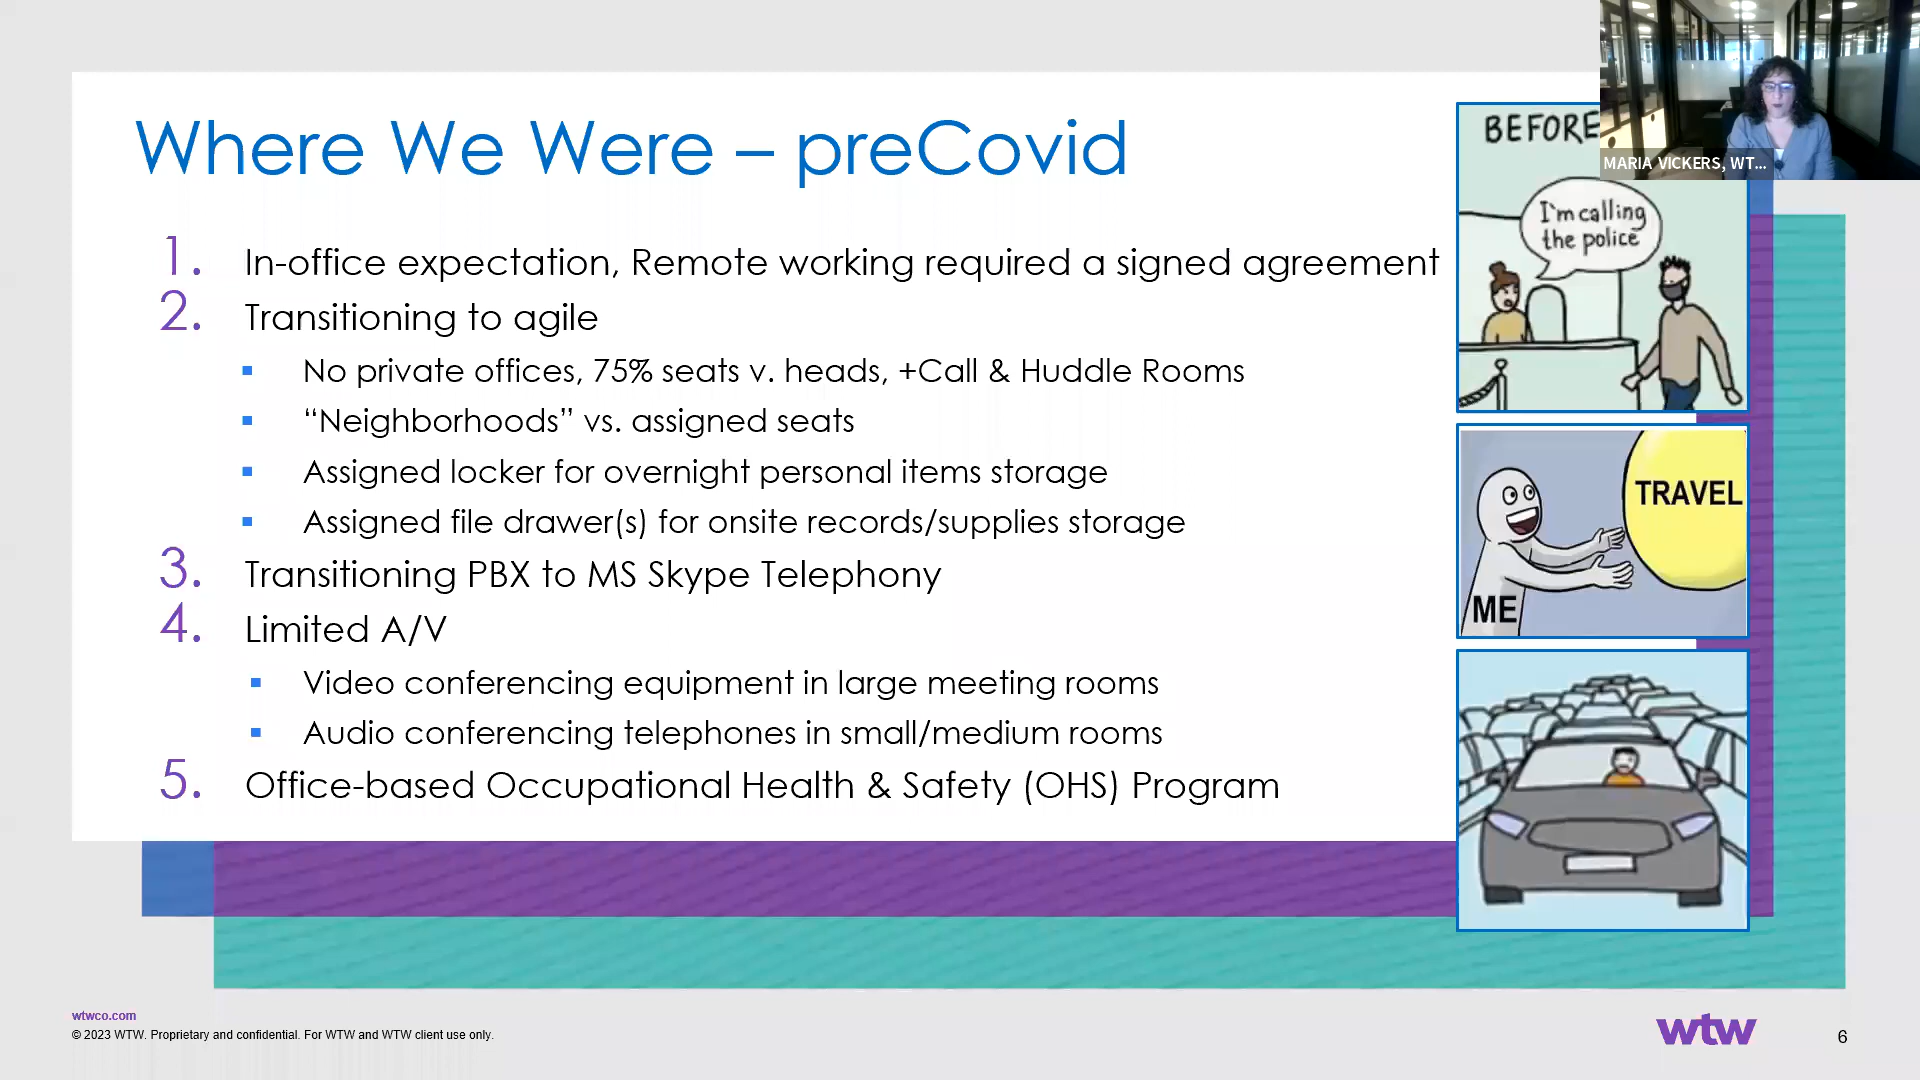 Where We Were – preCovid
1. In-office expectation, Remote working required a signed agreement
2. Transitioning to agile
▪ No private offices, 75% seats v. heads, +Call & Huddle Rooms
▪ “Neighborhoods” vs. assigned seats
▪ Assigned locker for overnight personal items storage
▪ Assigned file drawer(s) for onsite records/supplies storage
3. Transitioning PBX to MS Skype Telephony
4. Limited A/V
▪ Video conferencing equipment in large meeting rooms
▪ Audio conferencing telephones in small/medium rooms
5. Office-based Occupational Health & Safety (OHS) Program
BEFORE
I'm calling
the police
TRAVEL
ME
MARIA VICKERS, WT...
wtwco.com
© 2023 WTW. Proprietary and confidential. For WTW and WTW client use only.
wtw
6